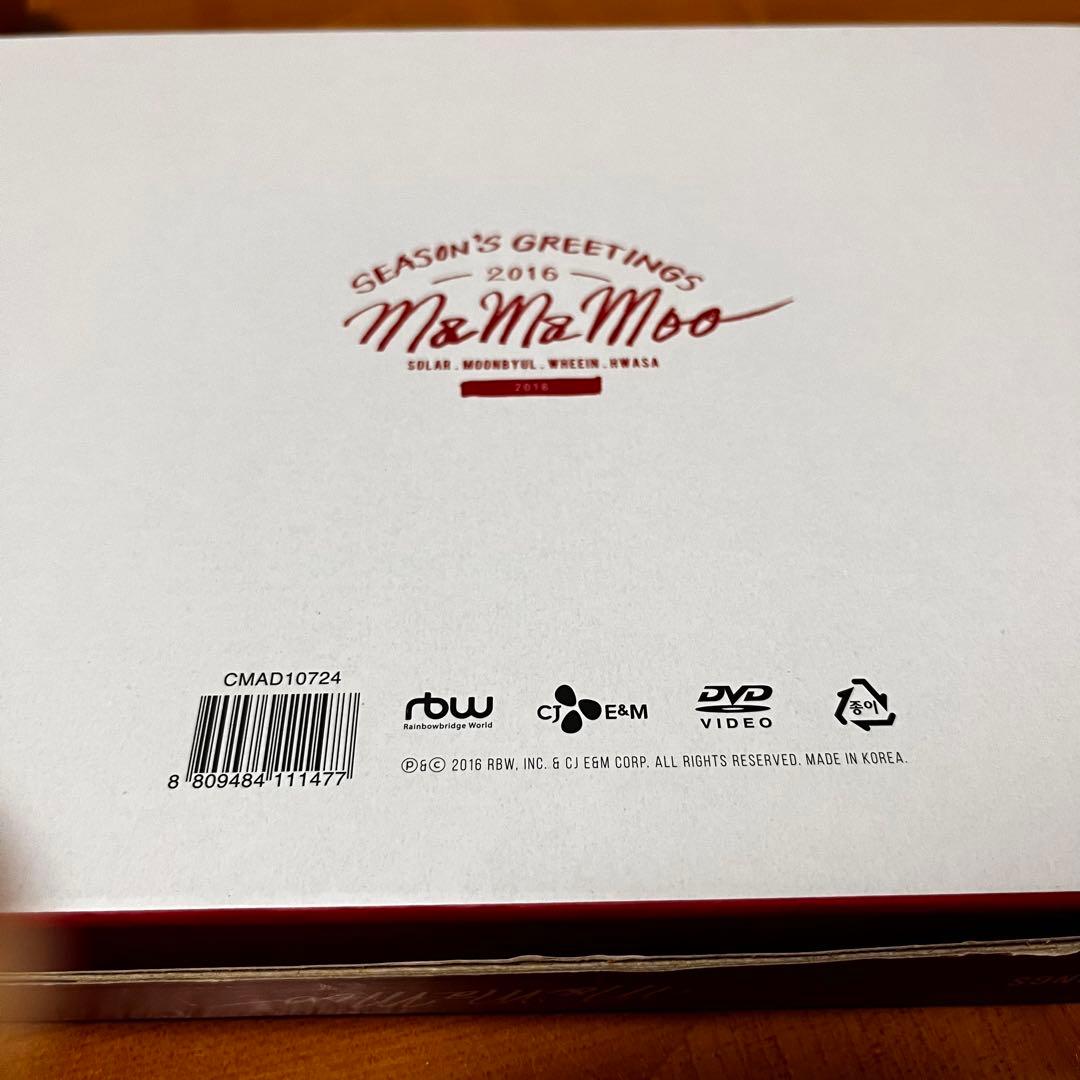 SEASON'S GREETINGS
2016
MaMaMoo
SOLAR . MOONBYUL . WHEEIN . HWASA
2016
CMAD10724
8 809484 111477
rbw
Rainbowbridge World
CJ E&M
DVD
VIDEO
종이
Ⓟ&Ⓒ 2016 RBW, INC. & CJ E&M CORP. ALL RIGHTS RESERVED. MADE IN KOREA.